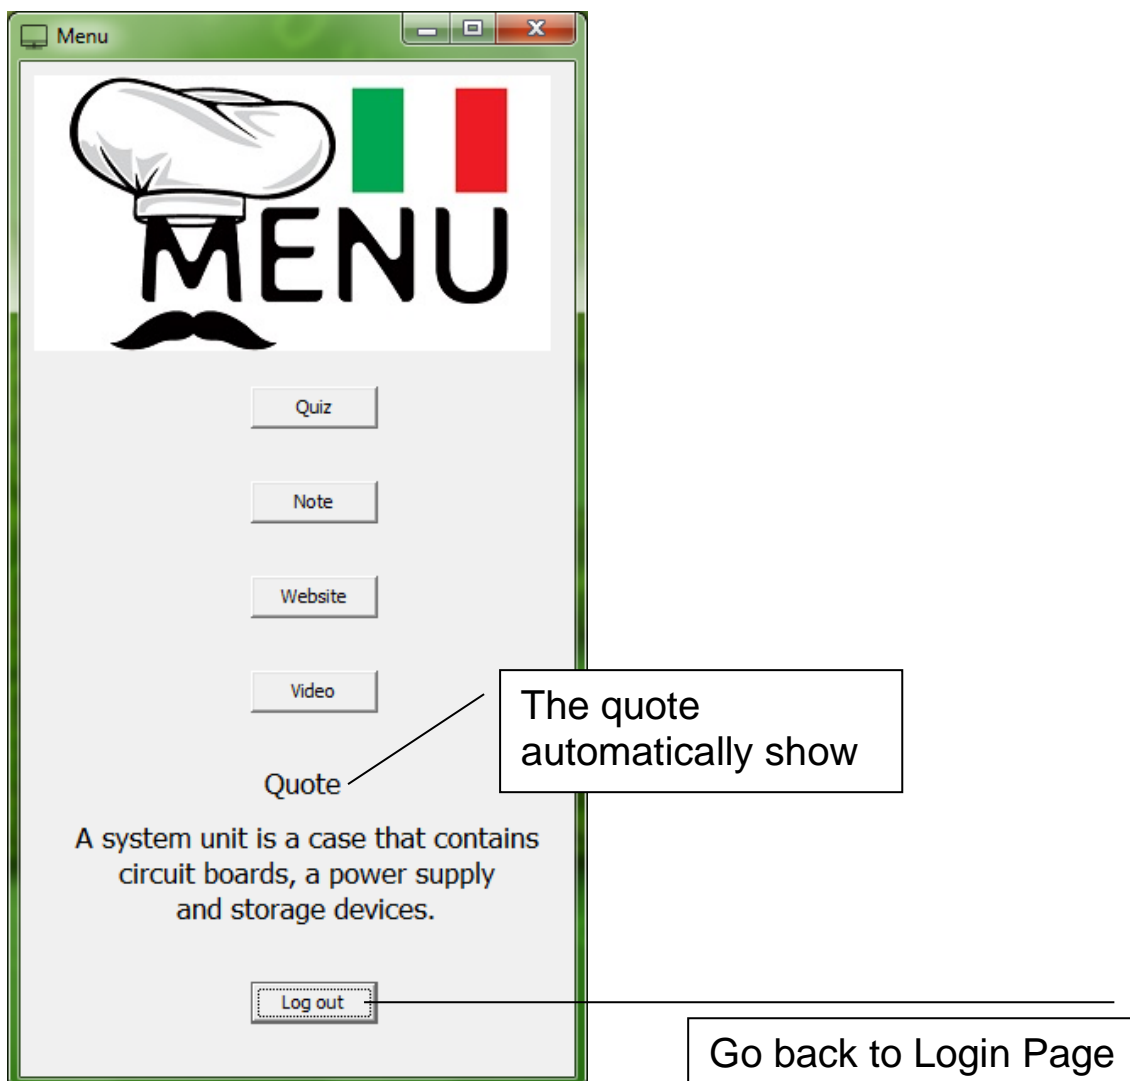 Menu
MENU
Quiz
Note
Website
Video
The quote
automatically show
Quote
A system unit is a case that contains
circuit boards, a power supply
and storage devices.
Log out
Go back to Login Page